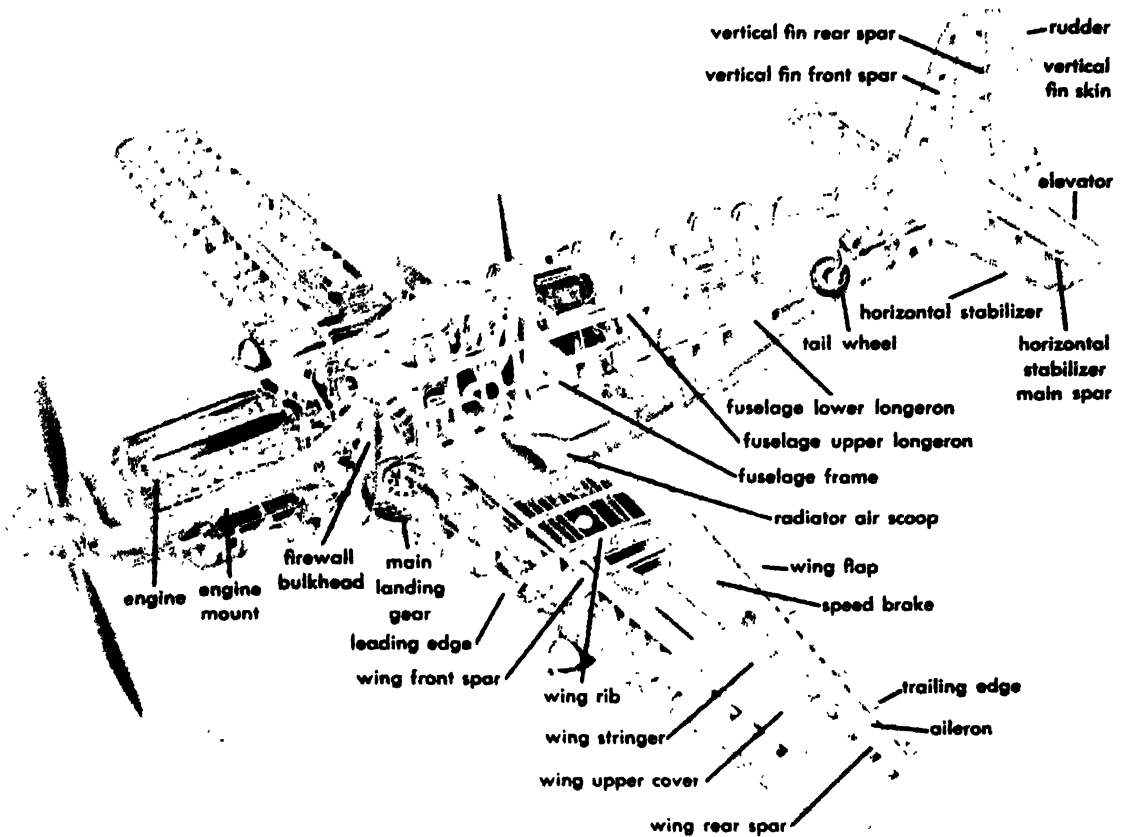 vertical fin rear spar
rudder
vertical fin front spar
vertical
fin skin
elevator
horizontal stabilizer
tail wheel
horizontal
stabilizer
main spar
fuselage lower longeron
fuselage upper longeron
fuselage frame
radiator air scoop
firewall
bulkhead
main
landing
gear
engine
engine
mount
wing flap
speed brake
leading edge
wing front spar
wing rib
trailing edge
aileron
wing stringer
wing upper cover
wing rear spar